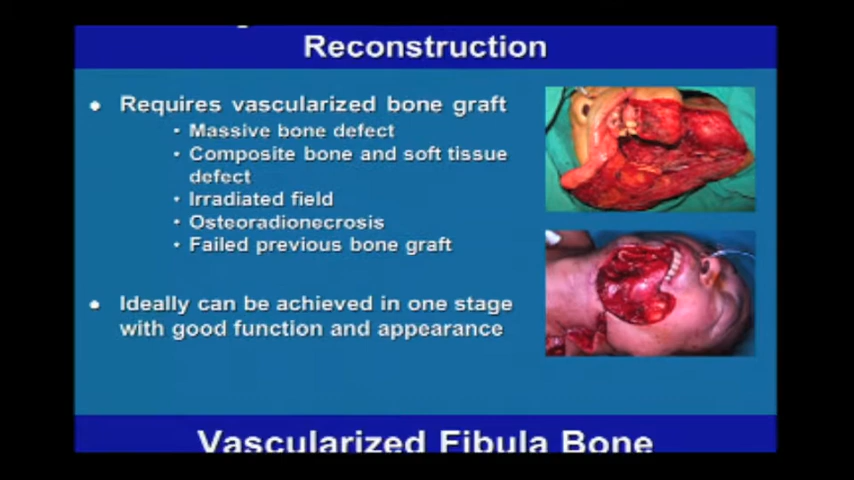 Reconstruction
• Requires vascularized bone graft
• Massive bone defect
• Composite bone and soft tissue
defect
• Irradiated field
• Osteoradionecrosis
• Failed previous bone graft
• Ideally can be achieved in one stage
with good function and appearance
Vascularized Fibula Bone